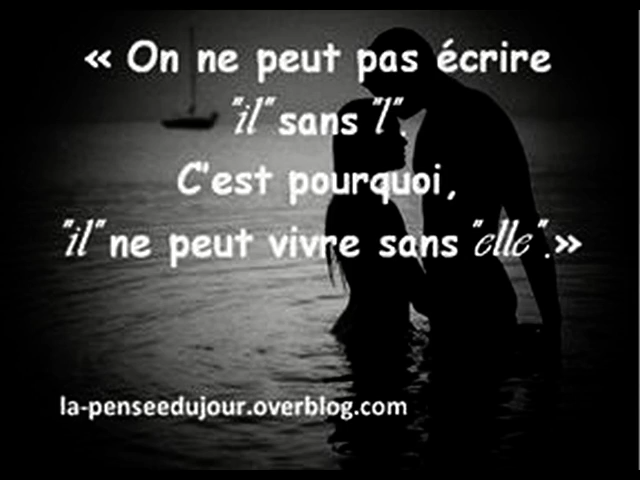 « On ne peut pas écrire
"il" sans "l".
C'est pourquoi,
"il" ne peut vivre sans "elle".»
la-penseedujour.overblog.com